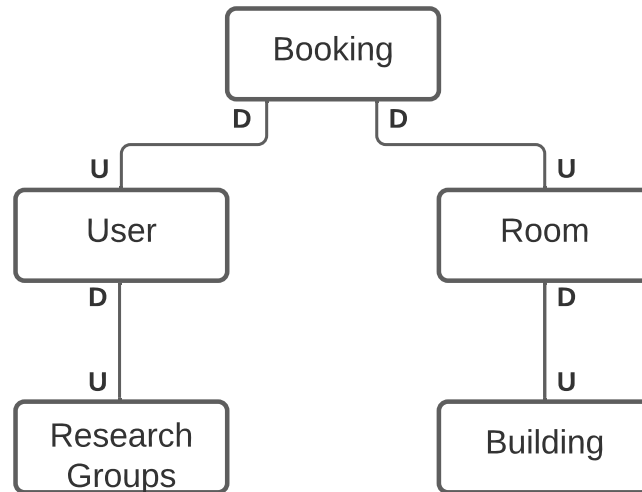 Booking
D
D
U
U
User
Room
D
D
U
U
Research
Groups
Building